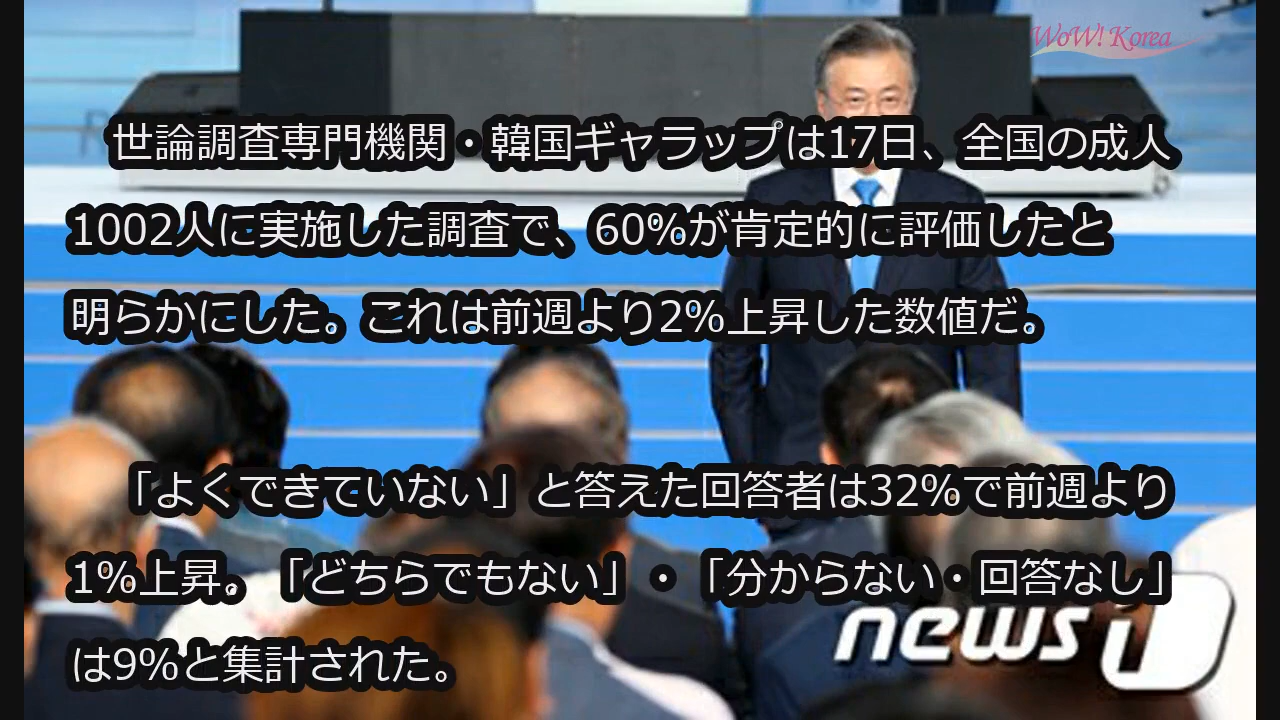 WoW! Korea
世論調査専門機関・韓国ギャラップは17日、全国の成人
1002人に実施した調査で、60%が肯定的に評価したと
明らかにした。これは前週より2%上昇した数値だ。
「よくできていない」と答えた回答者は32%で前週より
1%上昇。「どちらでもない」・「分からない・回答なし」
は9%と集計された。
news1